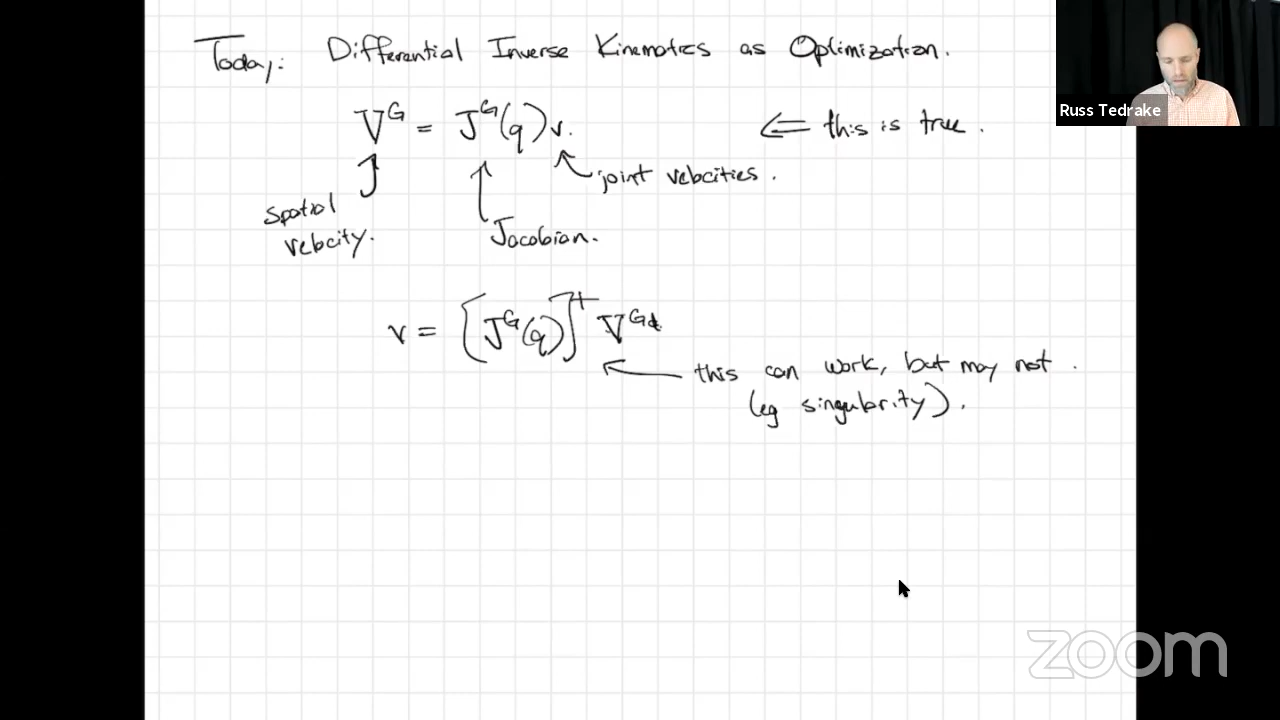 Today: Differential Inverse Kinematics as Optimization.
Russ Tedrake
V^G = J^G(q) v. ⇐ this is true.
joint velocities.
spatial velocity.
Jacobian.
v = [J^G(q)]^+ V^Gd
this can work, but may not.
(eg singularity).
zoom